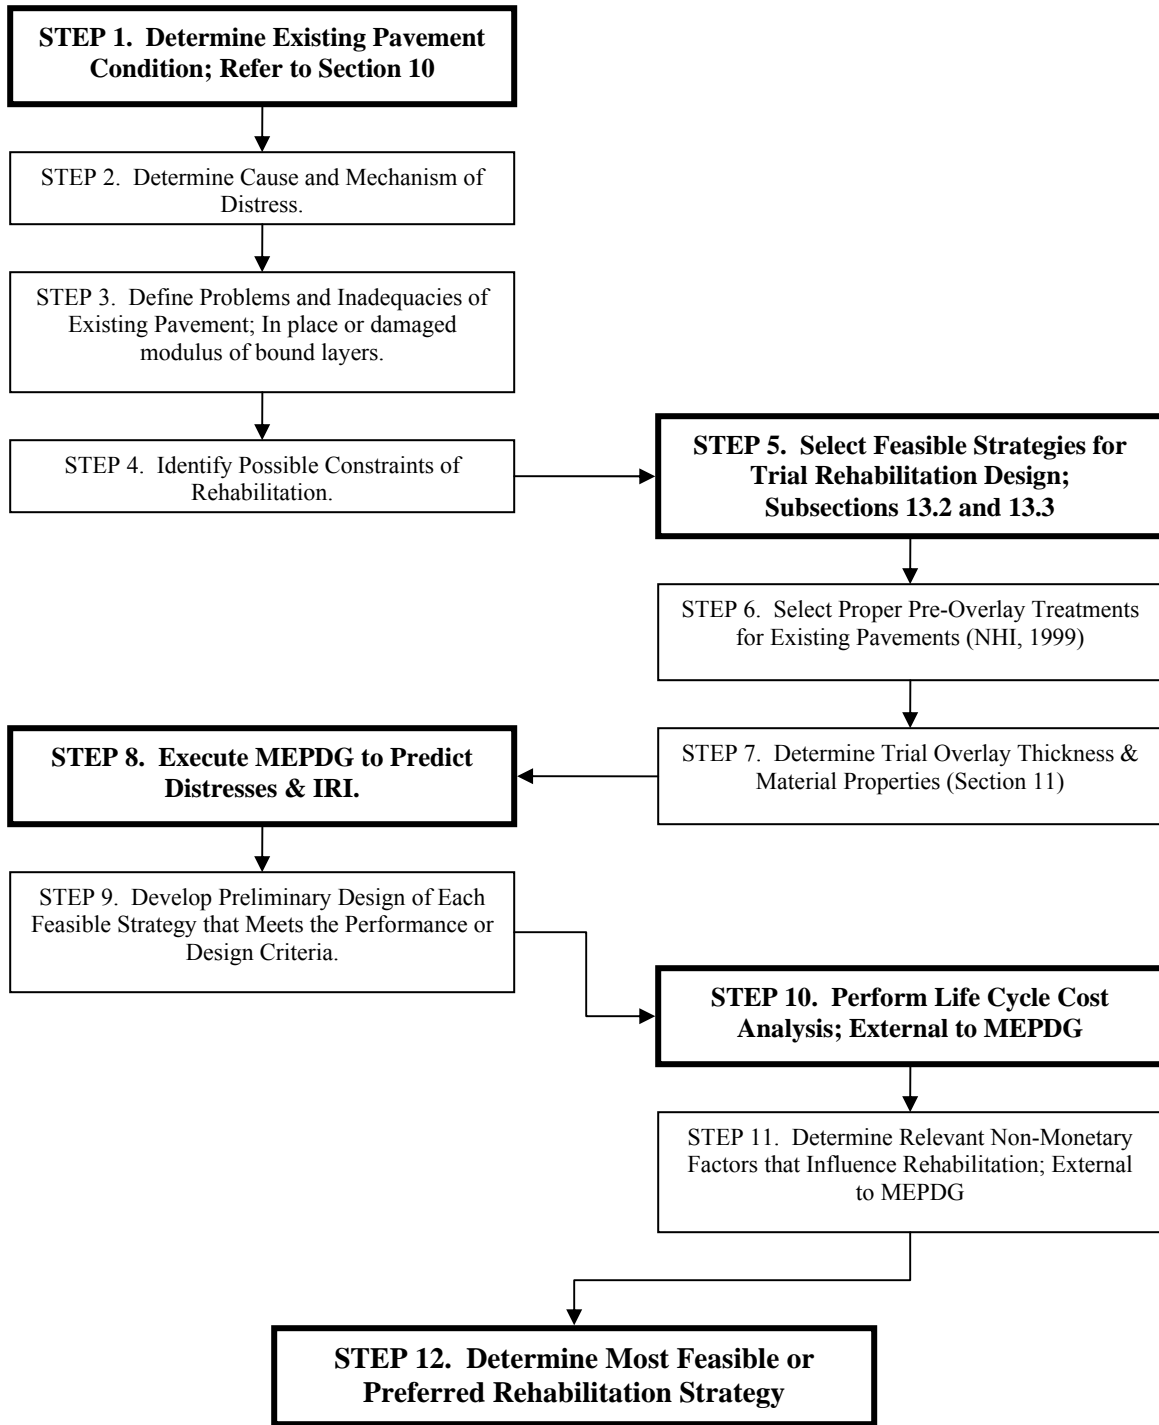 STEP 1. Determine Existing Pavement
Condition; Refer to Section 10
STEP 2. Determine Cause and Mechanism of
Distress.
STEP 3. Define Problems and Inadequacies of
Existing Pavement; In place or damaged
modulus of bound layers.
STEP 4. Identify Possible Constraints of
Rehabilitation.
STEP 5. Select Feasible Strategies for
Trial Rehabilitation Design;
Subsections 13.2 and 13.3
STEP 6. Select Proper Pre-Overlay Treatments
for Existing Pavements (NHI, 1999)
STEP 7. Determine Trial Overlay Thickness &
Material Properties (Section 11)
STEP 8. Execute MEPDG to Predict
Distresses & IRI.
STEP 9. Develop Preliminary Design of Each
Feasible Strategy that Meets the Performance or
Design Criteria.
STEP 10. Perform Life Cycle Cost
Analysis; External to MEPDG
STEP 11. Determine Relevant Non-Monetary
Factors that Influence Rehabilitation; External
to MEPDG
STEP 12. Determine Most Feasible or
Preferred Rehabilitation Strategy